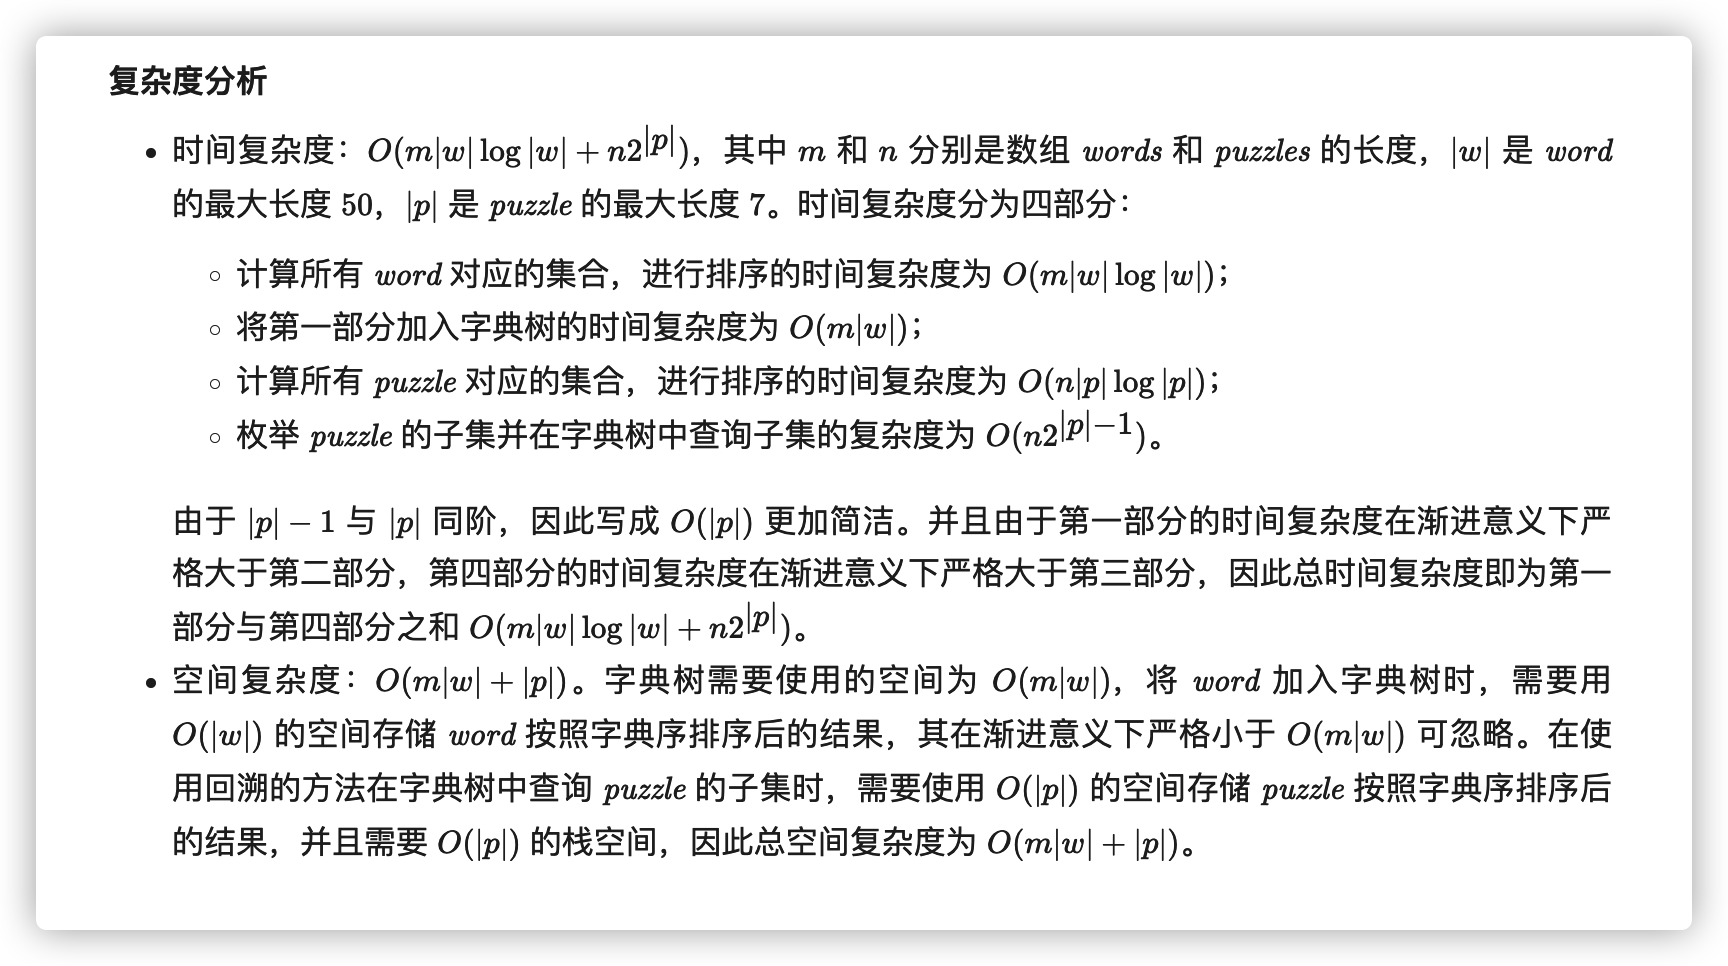 复杂度分析
• 时间复杂度：O(m|w| log |w| + n2^{|p|})，其中 m 和 n 分别是数组 words 和 puzzles 的长度，|w| 是 word
的最大长度 50，|p| 是 puzzle 的最大长度 7。时间复杂度分为四部分：
◦ 计算所有 word 对应的集合，进行排序的时间复杂度为 O(m|w| log |w|)；
◦ 将第一部分加入字典树的时间复杂度为 O(m|w|)；
◦ 计算所有 puzzle 对应的集合，进行排序的时间复杂度为 O(n|p| log |p|)；
◦ 枚举 puzzle 的子集并在字典树中查询子集的复杂度为 O(n2^{|p|−1})。
由于 |p| − 1 与 |p| 同阶，因此写成 O(|p|) 更加简洁。并且由于第一部分的时间复杂度在渐进意义下严
格大于第二部分，第四部分的时间复杂度在渐进意义下严格大于第三部分，因此总时间复杂度即为第一
部分与第四部分之和 O(m|w| log |w| + n2^{|p|})。
• 空间复杂度：O(m|w| + |p|)。字典树需要使用的空间为 O(m|w|)，将 word 加入字典树时，需要用
O(|w|) 的空间存储 word 按照字典序排序后的结果，其在渐进意义下严格小于 O(m|w|) 可忽略。在使
用回溯的方法在字典树中查询 puzzle 的子集时，需要使用 O(|p|) 的空间存储 puzzle 按照字典序排序后
的结果，并且需要 O(|p|) 的栈空间，因此总空间复杂度为 O(m|w| + |p|)。